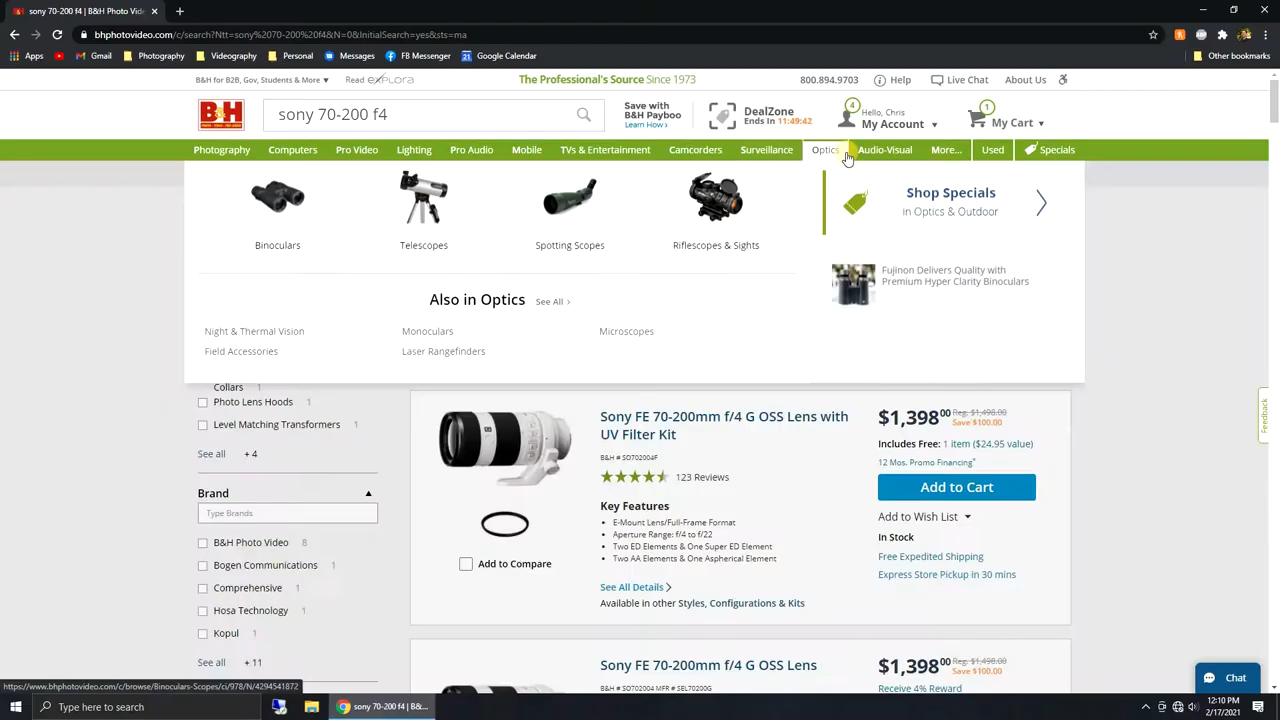 sony 70-200 f4 | B&H Photo Vi
bhphotovideo.com/c/search?Ntt=sony%2070-200%20f4&N=0&InitialSearch=yes&sts=ma
Apps
Gmail
Photography
Videography
Personal
Messages
FB Messenger
Google Calendar
Other bookmarks
B&H for B2B, Gov, Students & More
Read explora
The Professional's Source Since 1973
800.894.9703
Help
Live Chat
About Us
B&H
PHOTO VIDEO PRO AUDIO
sony 70-200 f4
Save with
B&H Payboo
Learn How ›
DealZone
Ends In 11:49:42
4
Hello, Chris
My Account
1
My Cart
Photography
Computers
Pro Video
Lighting
Pro Audio
Mobile
TVs & Entertainment
Camcorders
Surveillance
Optics
Audio-Visual
More...
Used
Specials
Binoculars
Telescopes
Spotting Scopes
Riflescopes & Sights
Shop Specials
in Optics & Outdoor
Fujinon Delivers Quality with
Premium Hyper Clarity Binoculars
Also in Optics
See All ›
Night & Thermal Vision
Monoculars
Microscopes
Field Accessories
Laser Rangefinders
Collars 1
Photo Lens Hoods 1
Level Matching Transformers 1
See all + 4
Brand
Type Brands
B&H Photo Video 8
Bogen Communications 1
Comprehensive 1
Hosa Technology 1
Kopul 1
See all + 11
Sony FE 70-200mm f/4 G OSS Lens with
UV Filter Kit
B&H # SO702004F
123 Reviews
Key Features
• E-Mount Lens/Full-Frame Format
• Aperture Range: f/4 to f/22
• Two ED Elements & One Super ED Element
• Two AA Elements & One Aspherical Element
Add to Compare
See All Details
Available in other Styles, Configurations & Kits
$1,398.00 Reg. $1,498.00
Save $100.00
Includes Free: 1 item ($24.95 value)
12 Mos. Promo Financing*
Add to Cart
Add to Wish List
In Stock
Free Expedited Shipping
Express Store Pickup in 30 mins
Sony FE 70-200mm f/4 G OSS Lens
B&H # SO702004 MFR # SEL70200G
$1,398.00 Reg. $1,498.00
Save $100.00
Receive 4% Reward
Feedback
Chat
https://www.bhphotovideo.com/c/browse/Binoculars-Scopes/ci/978/N/4294541872
Type here to search
sony 70-200 f4 | B&...
12:10 PM
2/17/2021